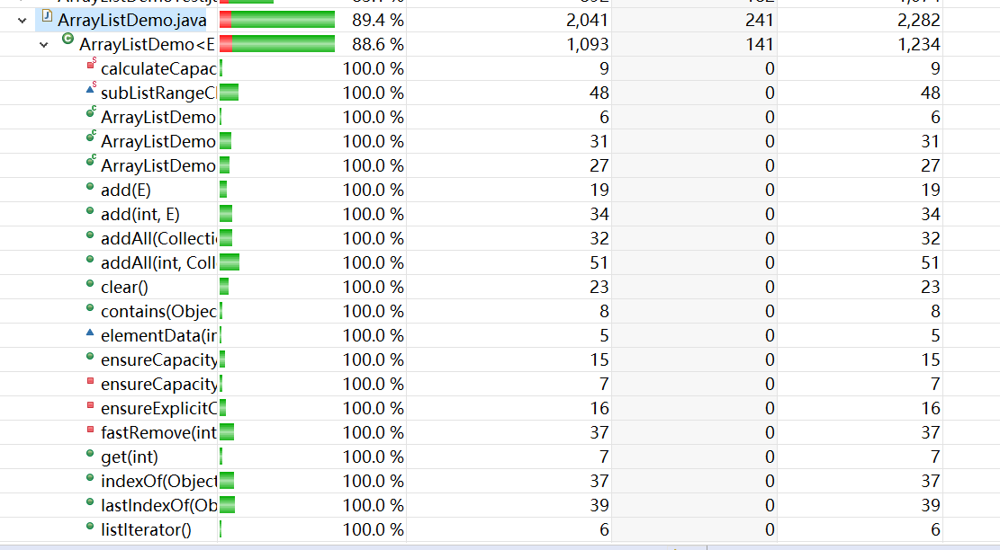 ArrayListDemo.java 89.4 % 2,041 241 2,282
ArrayListDemo<E 88.6 % 1,093 141 1,234
calculateCapac 100.0 % 9 0 9
subListRangeC 100.0 % 48 0 48
ArrayListDemo 100.0 % 6 0 6
ArrayListDemo 100.0 % 31 0 31
ArrayListDemo 100.0 % 27 0 27
add(E) 100.0 % 19 0 19
add(int, E) 100.0 % 34 0 34
addAll(Collecti 100.0 % 32 0 32
addAll(int, Coll 100.0 % 51 0 51
clear() 100.0 % 23 0 23
contains(Objec 100.0 % 8 0 8
elementData(in 100.0 % 5 0 5
ensureCapacity 100.0 % 15 0 15
ensureCapacity 100.0 % 7 0 7
ensureExplicitC 100.0 % 16 0 16
fastRemove(int 100.0 % 37 0 37
get(int) 100.0 % 7 0 7
indexOf(Object 100.0 % 37 0 37
lastIndexOf(Ob 100.0 % 39 0 39
listIterator() 100.0 % 6 0 6